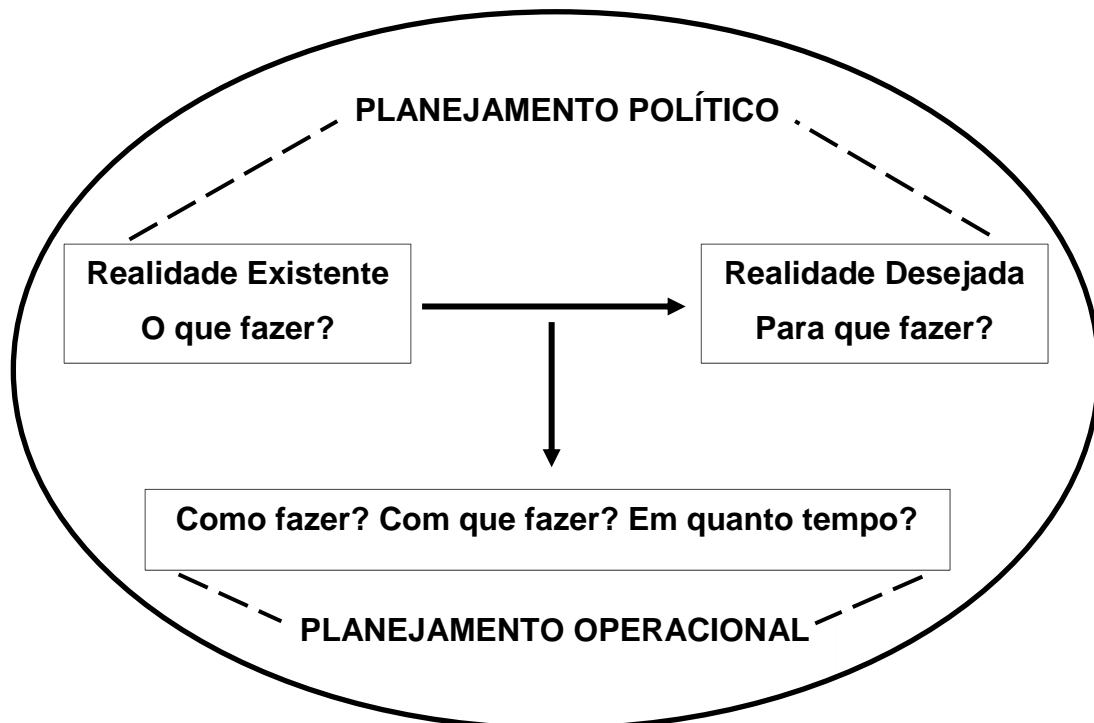 PLANEJAMENTO POLÍTICO
Realidade Existente
O que fazer?
Realidade Desejada
Para que fazer?
Como fazer? Com que fazer? Em quanto tempo?
PLANEJAMENTO OPERACIONAL